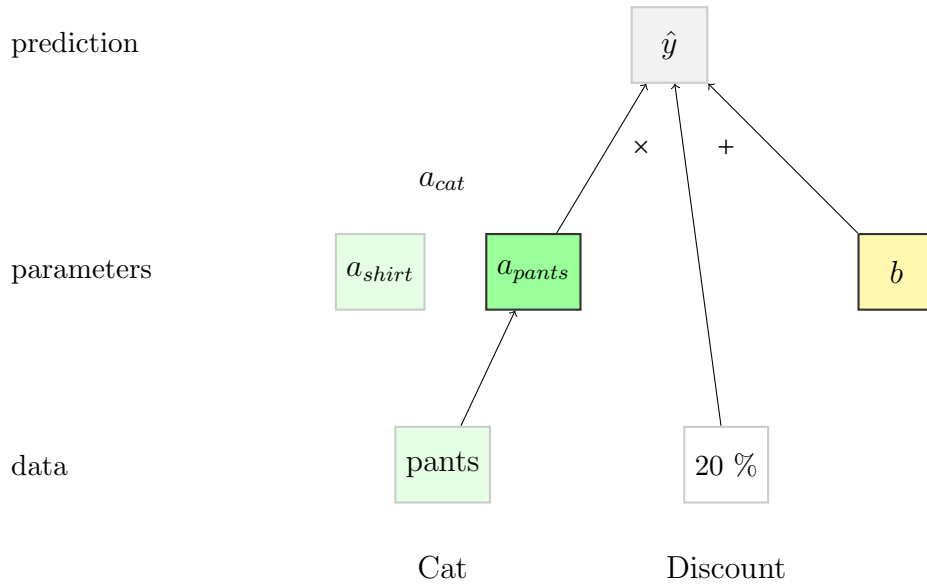 prediction
ŷ
×
+
a_cat
parameters
a_shirt
a_pants
b
data
pants
20 %
Cat
Discount